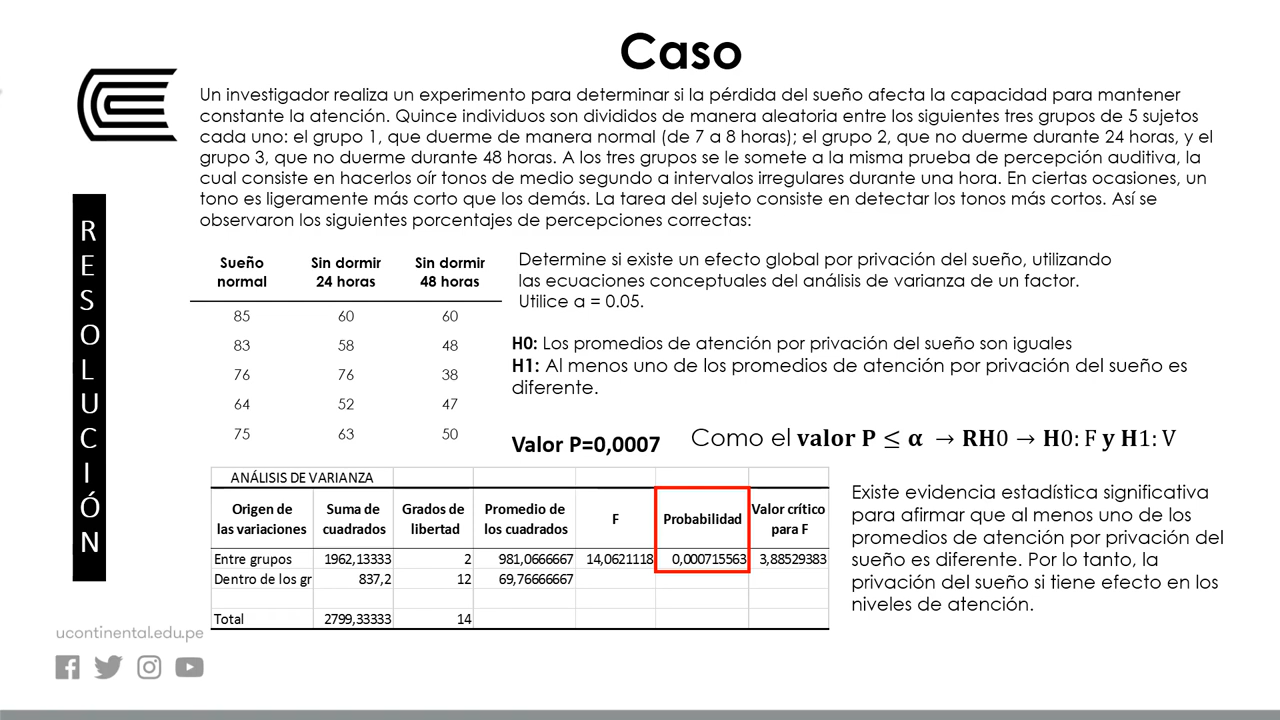 Caso
Un investigador realiza un experimento para determinar si la pérdida del sueño afecta la capacidad para mantener
constante la atención. Quince individuos son divididos de manera aleatoria entre los siguientes tres grupos de 5 sujetos
cada uno: el grupo 1, que duerme de manera normal (de 7 a 8 horas); el grupo 2, que no duerme durante 24 horas, y el
grupo 3, que no duerme durante 48 horas. A los tres grupos se le somete a la misma prueba de percepción auditiva, la
cual consiste en hacerlos oír tonos de medio segundo a intervalos irregulares durante una hora. En ciertas ocasiones, un
tono es ligeramente más corto que los demás. La tarea del sujeto consiste en detectar los tonos más cortos. Así se
observaron los siguientes porcentajes de percepciones correctas:
RESOLUCIÓN
Sueño normal Sin dormir 24 horas Sin dormir 48 horas
85 60 60
83 58 48
76 76 38
64 52 47
75 63 50
Determine si existe un efecto global por privación del sueño, utilizando
las ecuaciones conceptuales del análisis de varianza de un factor.
Utilice a = 0.05.
H0: Los promedios de atención por privación del sueño son iguales
H1: Al menos uno de los promedios de atención por privación del sueño es
diferente.
Valor P=0,0007
Como el valor P ≤ α → RH0 → H0: F y H1: V
ANÁLISIS DE VARIANZA
Origen de las variaciones Suma de cuadrados Grados de libertad Promedio de los cuadrados F Probabilidad Valor crítico para F
Entre grupos 1962,13333 2 981,0666667 14,0621118 0,000715563 3,88529383
Dentro de los gr 837,2 12 69,76666667
Total 2799,33333 14
Existe evidencia estadística significativa
para afirmar que al menos uno de los
promedios de atención por privación del
sueño es diferente. Por lo tanto, la
privación del sueño si tiene efecto en los
niveles de atención.
ucontinental.edu.pe